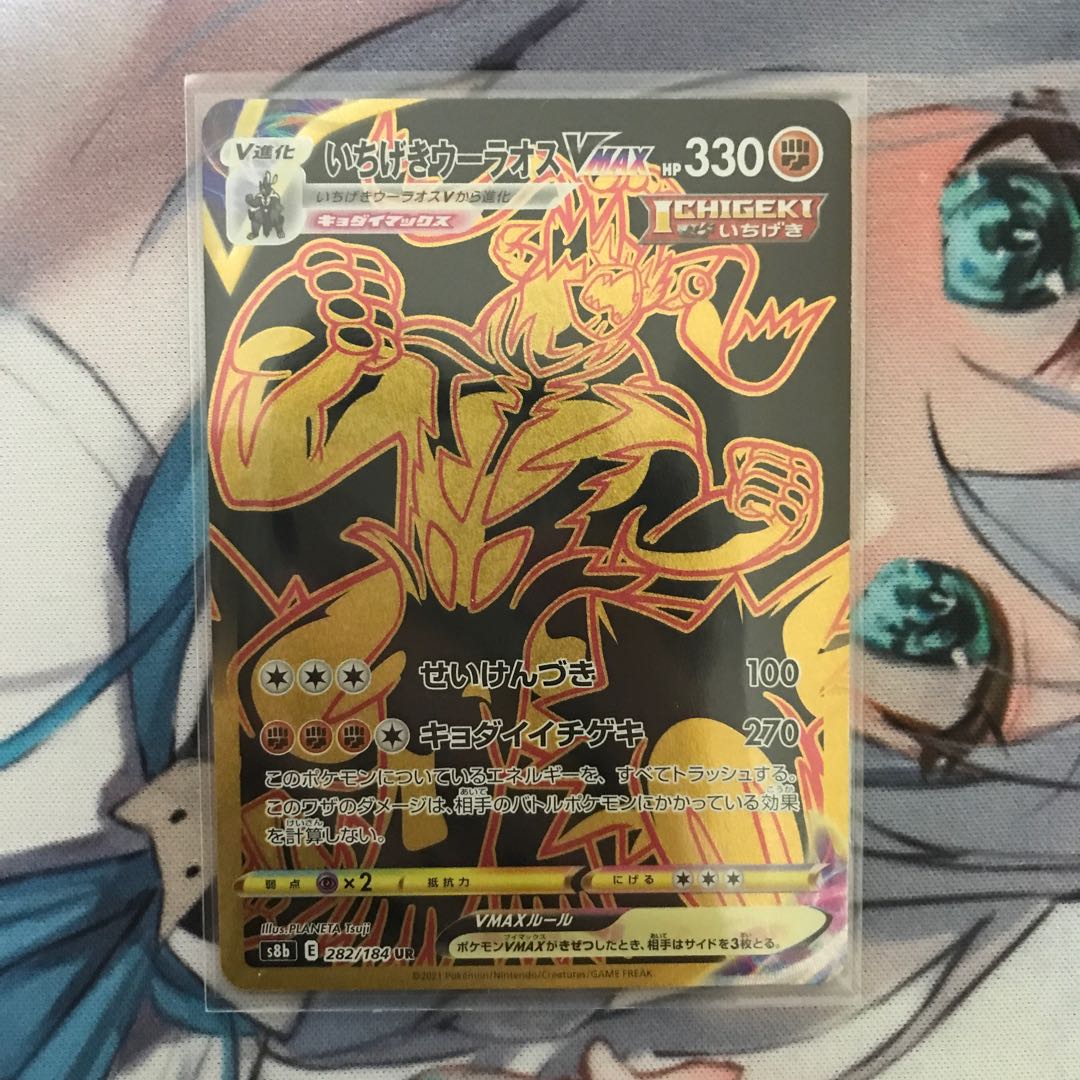 V進化
いちげきウーラオス VMAX HP 330
いちげきウーラオスVから進化
キョダイマックス
ICHIGEKI
いちげき
せいけんづき 100
キョダイイチゲキ 270
このポケモンについているエネルギーを、すべてトラッシュする。
このワザのダメージは、相手のバトルポケモンにかかっている効果
を計算しない。
弱点 ×2 抵抗力 にげる
Illus.PLANETA Tsuji
VMAXルール
ポケモンVMAXがきぜつしたとき、相手はサイドを3枚とる。
s8b E 282/184 UR
©2021 Pokémon/Nintendo/Creatures/GAME FREAK.